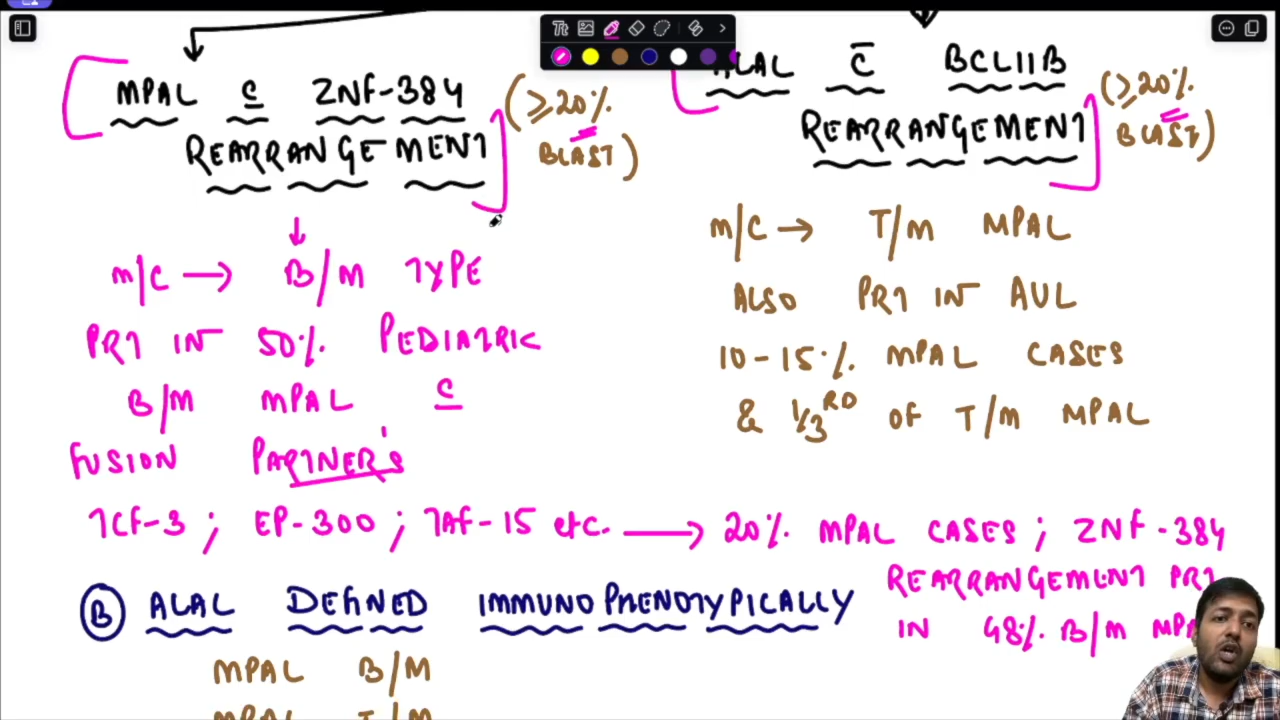 MPAL c̄ ZNF-384
REARRANGEMENT
(≥20%
BLAST)
m/C → B/M TYPE
PRT IN 50% PEDIATRIC
B/M MPAL c̄
FUSION PARTNER'S
TCF-3 ; EP-300 ; TAF-15 etc. → 20% MPAL CASES ; ZNF-384
REARRANGEMENT PRT
IN 48% B/M
ALAL c̄ BCL11B
REARRANGEMENT
(≥20%
BLAST)
m/C → T/M MPAL
ALSO PRT IN AUL
10-15% MPAL CASES
& 1/3RD OF T/M MPAL
B ALAL DEFINED IMMUNOPHENOTYPICALLY
MPAL B/M
MPAL T/M